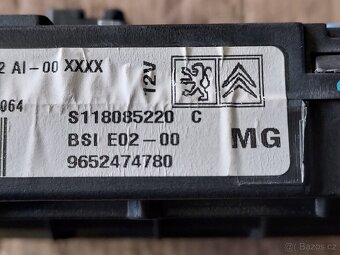 2 AI-00 XXXX
12V
064
S118085220 C
BSI E02-00
9652474780
MG
Bazos.cz